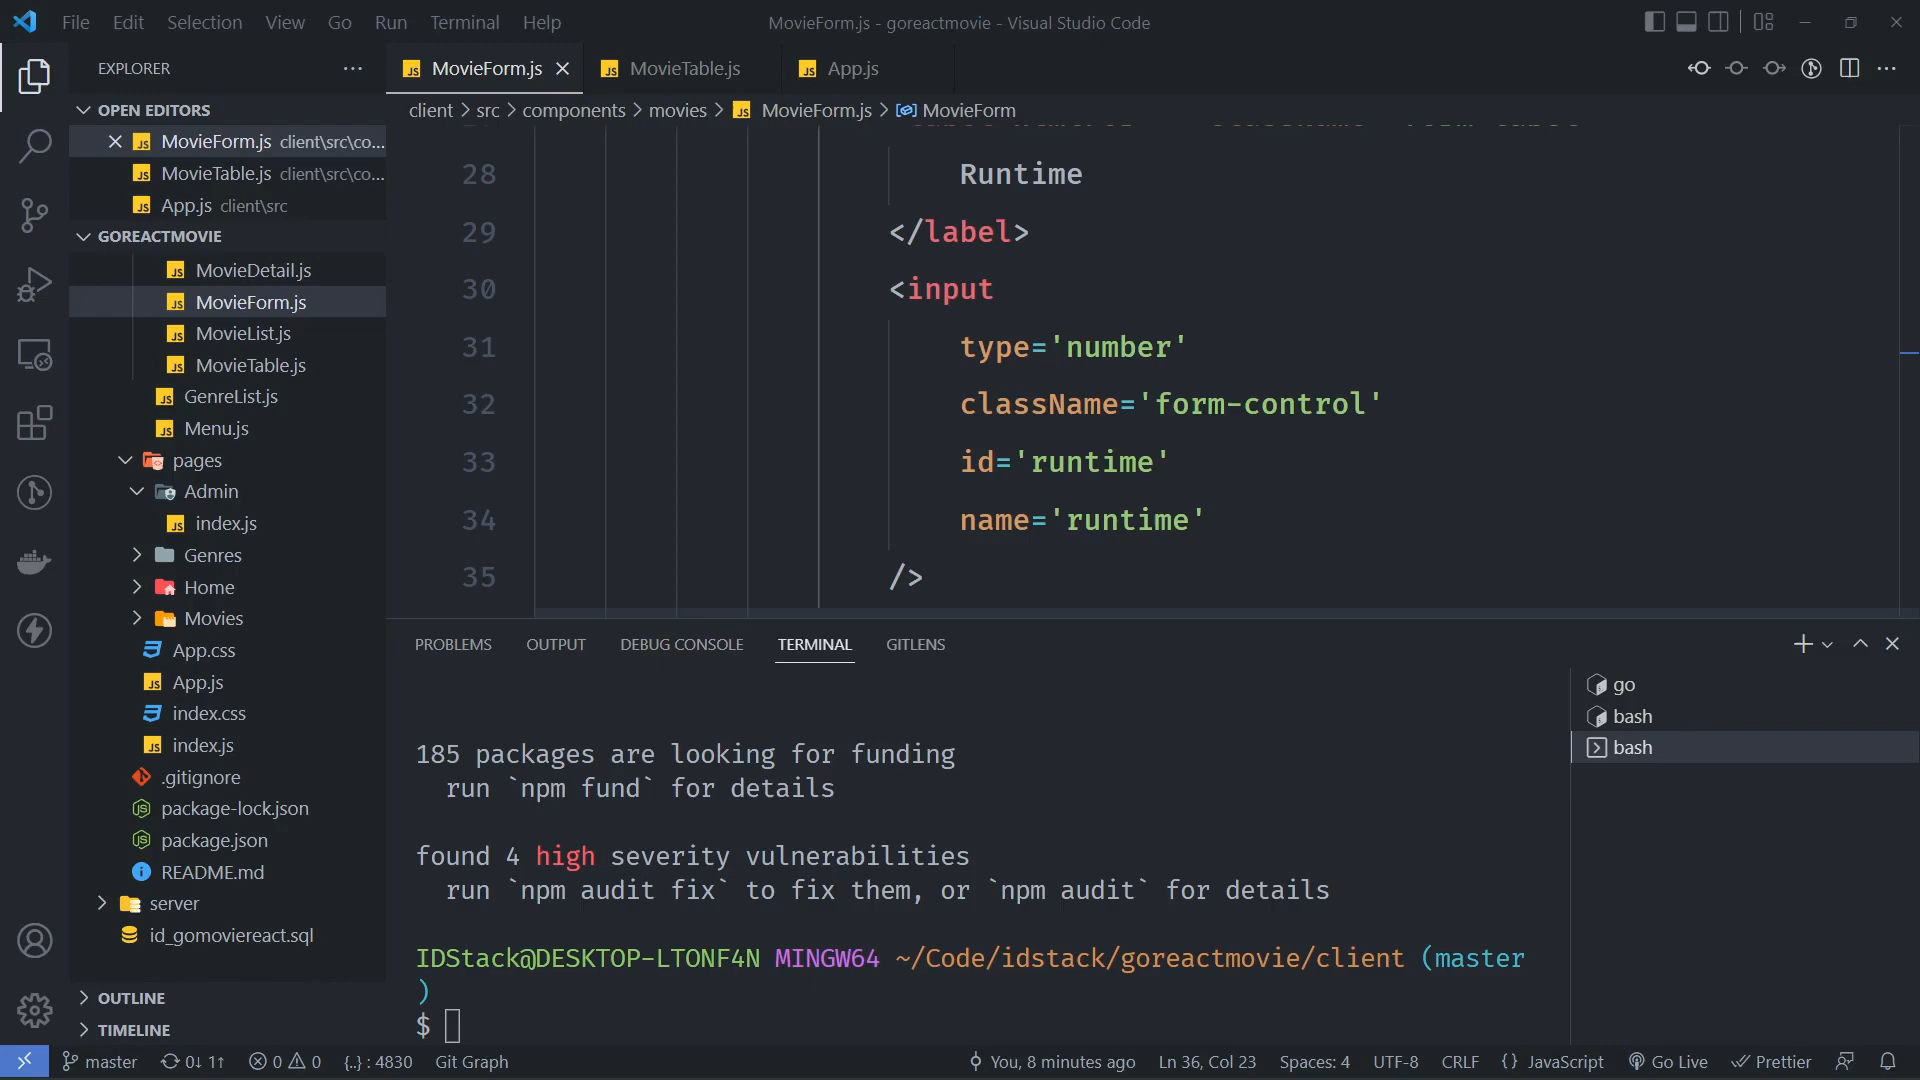 File Edit Selection View Go Run Terminal Help
MovieForm.js - goreactmovie - Visual Studio Code
EXPLORER
MovieForm.js
MovieTable.js
App.js
OPEN EDITORS
MovieForm.js client\src\co...
MovieTable.js client\src\co...
App.js client\src
GOREACTMOVIE
MovieDetail.js
MovieForm.js
MovieList.js
MovieTable.js
GenreList.js
Menu.js
pages
Admin
index.js
Genres
Home
Movies
App.css
App.js
index.css
index.js
.gitignore
package-lock.json
package.json
README.md
server
id_gomoviereact.sql
OUTLINE
TIMELINE
client > src > components > movies > MovieForm.js > MovieForm
28 Runtime
29 </label>
30 <input
31 type='number'
32 className='form-control'
33 id='runtime'
34 name='runtime'
35 />
PROBLEMS OUTPUT DEBUG CONSOLE TERMINAL GITLENS
185 packages are looking for funding
run `npm fund` for details
found 4 high severity vulnerabilities
run `npm audit fix` to fix them, or `npm audit` for details
IDStack@DESKTOP-LTONF4N MINGW64 ~/Code/idstack/goreactmovie/client (master
)
$
go
bash
bash
master 0↓ 1↑ 0 0 {..} : 4830 Git Graph
You, 8 minutes ago Ln 36, Col 23 Spaces: 4 UTF-8 CRLF {} JavaScript Go Live Prettier